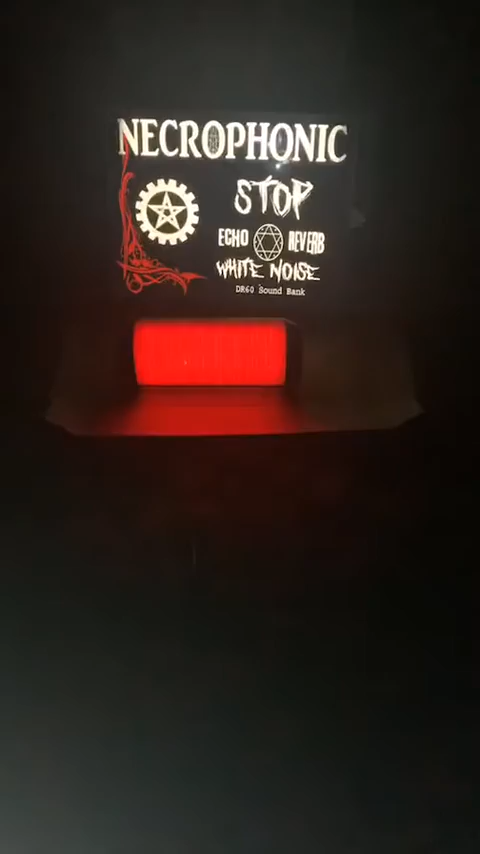 NECROPHONIC
STOP
ECHO REVERB
WHITE NOISE
DR60 Sound Bank